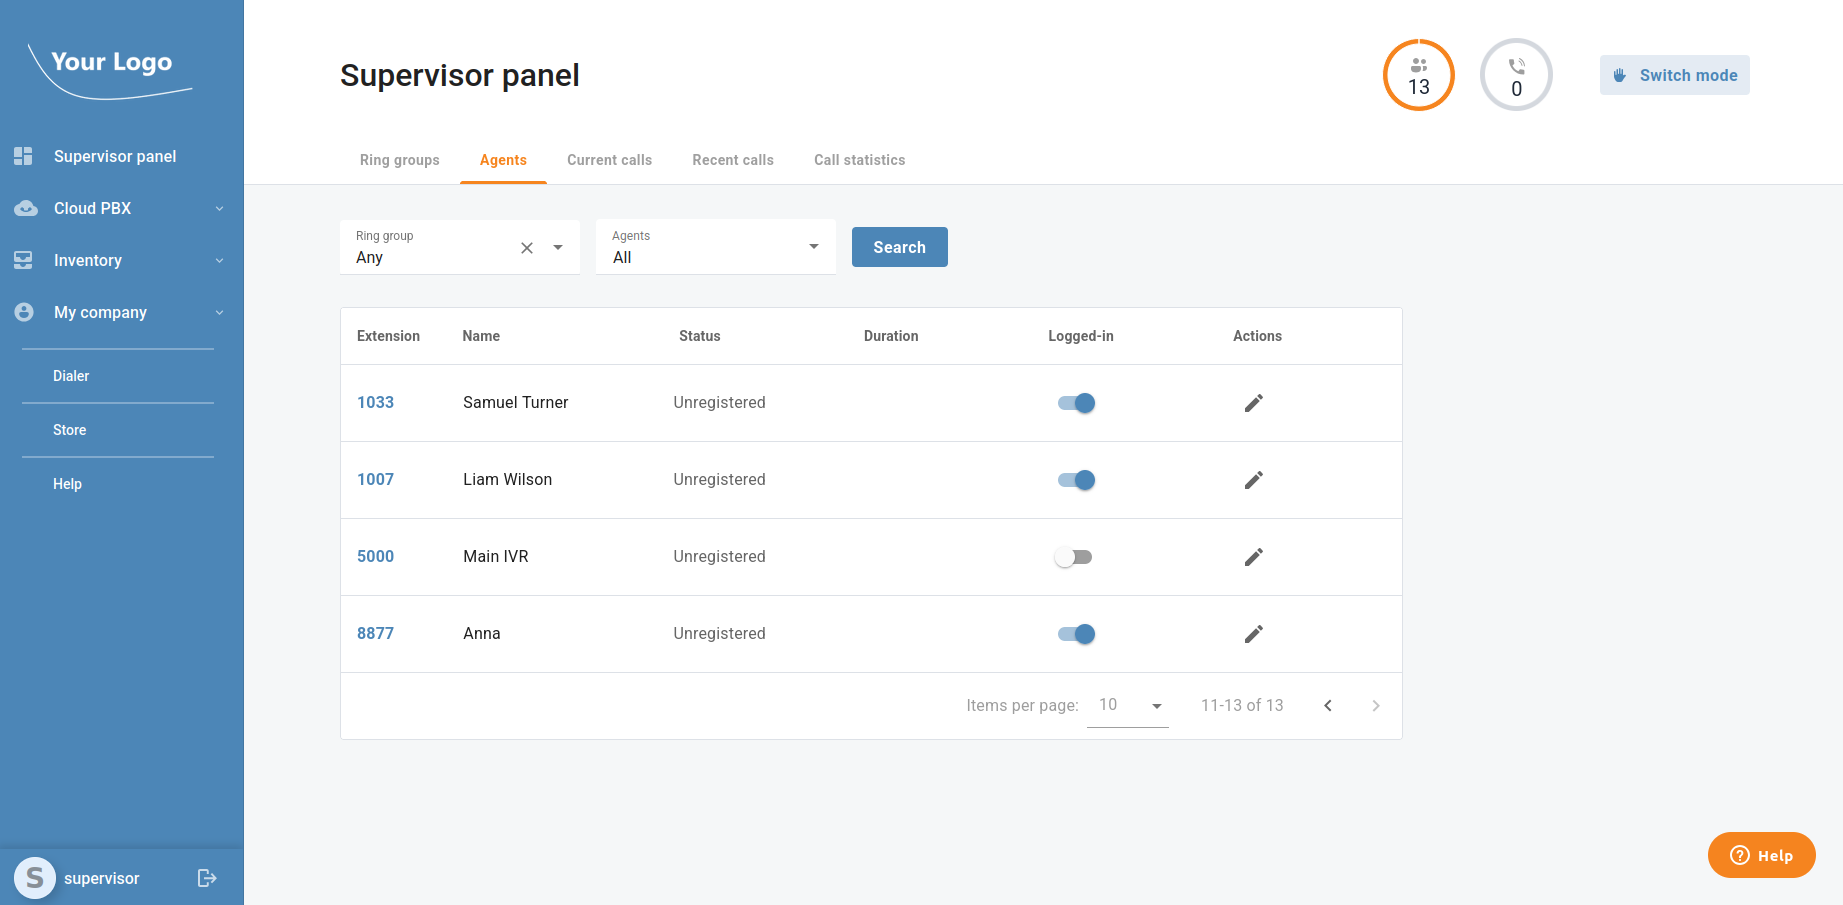 Your Logo
Supervisor panel
Cloud PBX
Inventory
My company
Dialer
Store
Help
S supervisor
Supervisor panel
13
0
Switch mode
Ring groups Agents Current calls Recent calls Call statistics
Ring group
Any
Agents
All
Search
Extension Name Status Duration Logged-in Actions
1033 Samuel Turner Unregistered
1007 Liam Wilson Unregistered
5000 Main IVR Unregistered
8877 Anna Unregistered
Items per page: 10 11-13 of 13
Help